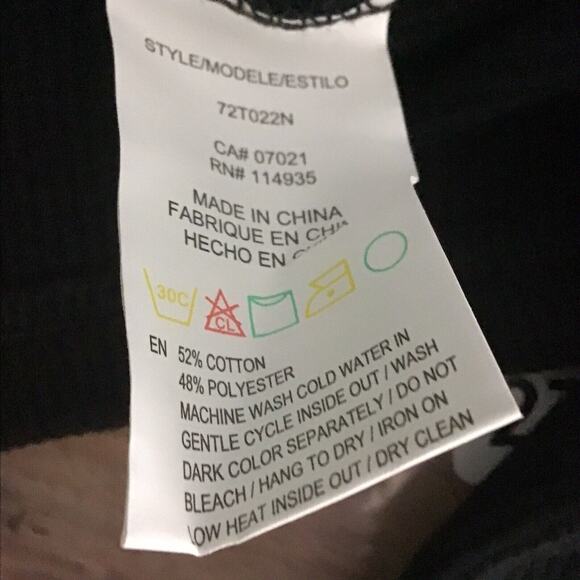 STYLE/MODELE/ESTILO
72T022N
CA# 07021
RN# 114935
MADE IN CHINA
FABRIQUE EN
HECHO EN
30C
CL
EN 52% COTTON
48% POLYESTER
MACHINE WASH COLD WATER IN
GENTLE CYCLE INSIDE OUT / WASH
DARK COLOR SEPARATELY / DO NOT
BLEACH / HANG TO DRY / IRON ON
LOW HEAT INSIDE OUT / DRY CLEAN